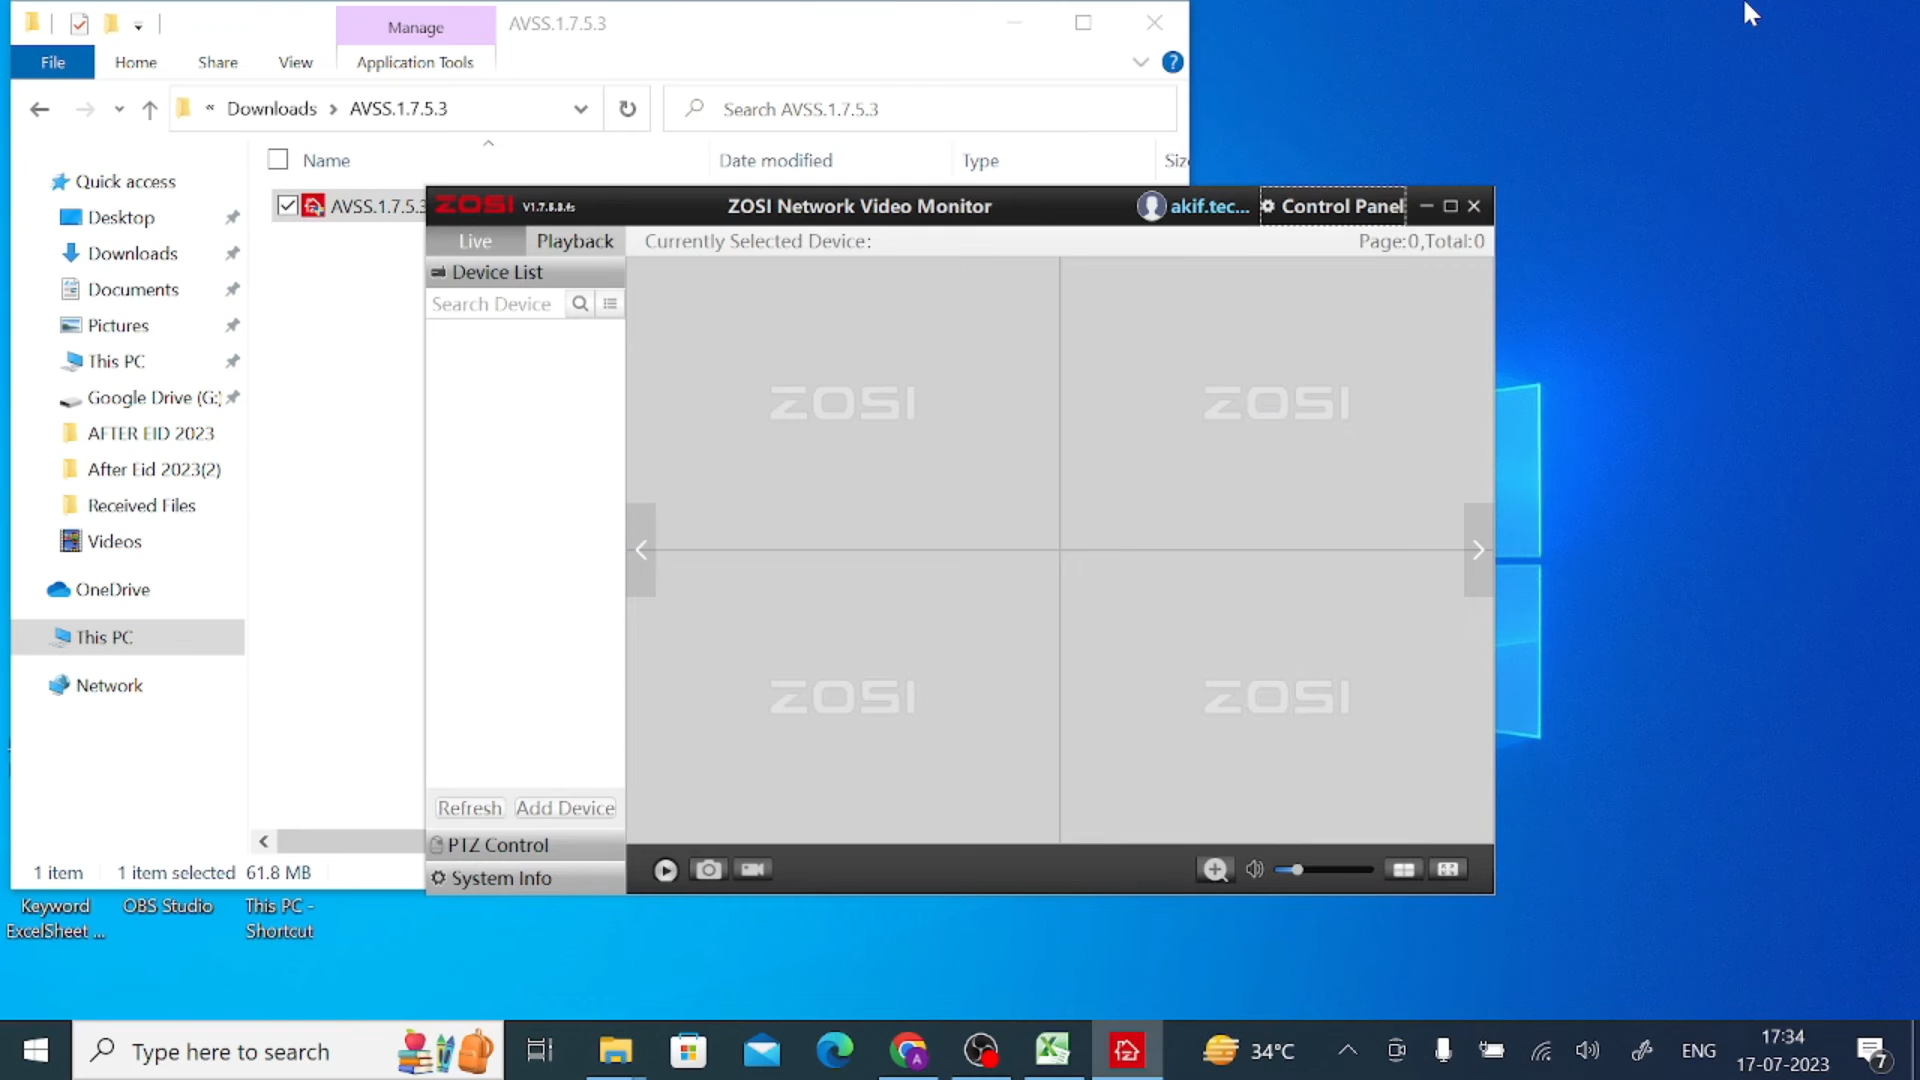 Manage
AVSS.1.7.5.3
File
Home
Share
View
Application Tools
?
« Downloads > AVSS.1.7.5.3
Search AVSS.1.7.5.3
Name
Date modified
Type
Siz
AVSS.1.7.5.3
Quick access
Desktop
Downloads
Documents
Pictures
This PC
Google Drive (G:)
AFTER EID 2023
After Eid 2023(2)
Received Files
Videos
OneDrive
This PC
Network
1 item
1 item selected 61.8 MB
ZOSI
ZOSI Network Video Monitor
akif.tec...
Control Panel
Live
Playback
Currently Selected Device:
Page:0,Total:0
Device List
Search Device
ZOSI
ZOSI
ZOSI
ZOSI
Refresh
Add Device
PTZ Control
System Info
Keyword
ExcelSheet ...
OBS Studio
This PC -
Shortcut
Type here to search
A
34°C
ENG
17:34
17-07-2023
7